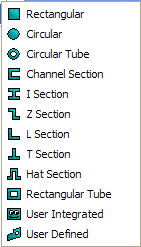 Rectangular
Circular
Circular Tube
Channel Section
I Section
Z Section
L Section
T Section
Hat Section
Rectangular Tube
User Integrated
User Defined